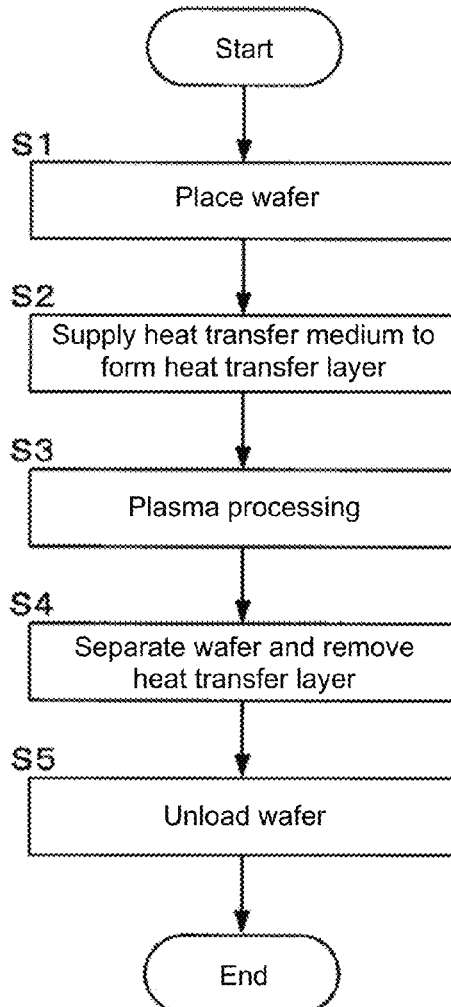 Start
S1
Place wafer
S2
Supply heat transfer medium to
form heat transfer layer
S3
Plasma processing
S4
Separate wafer and remove
heat transfer layer
S5
Unload wafer
End